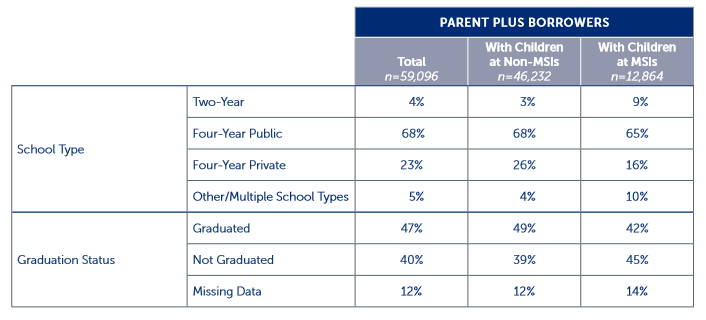 PARENT PLUS BORROWERS
Total
n=59,096
With Children
at Non-MSIs
n=46,232
With Children
at MSIs
n=12,864
School Type
Two-Year 4% 3% 9%
Four-Year Public 68% 68% 65%
Four-Year Private 23% 26% 16%
Other/Multiple School Types 5% 4% 10%
Graduation Status
Graduated 47% 49% 42%
Not Graduated 40% 39% 45%
Missing Data 12% 12% 14%